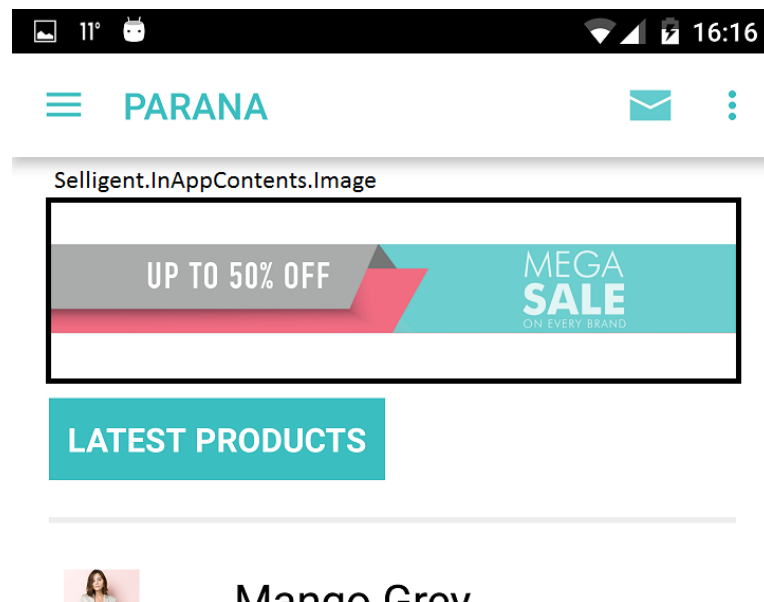 11° 16:16
PARANA
Selligent.InAppContents.Image
UP TO 50% OFF
MEGA
SALE
ON EVERY BRAND
LATEST PRODUCTS
Mango Grey